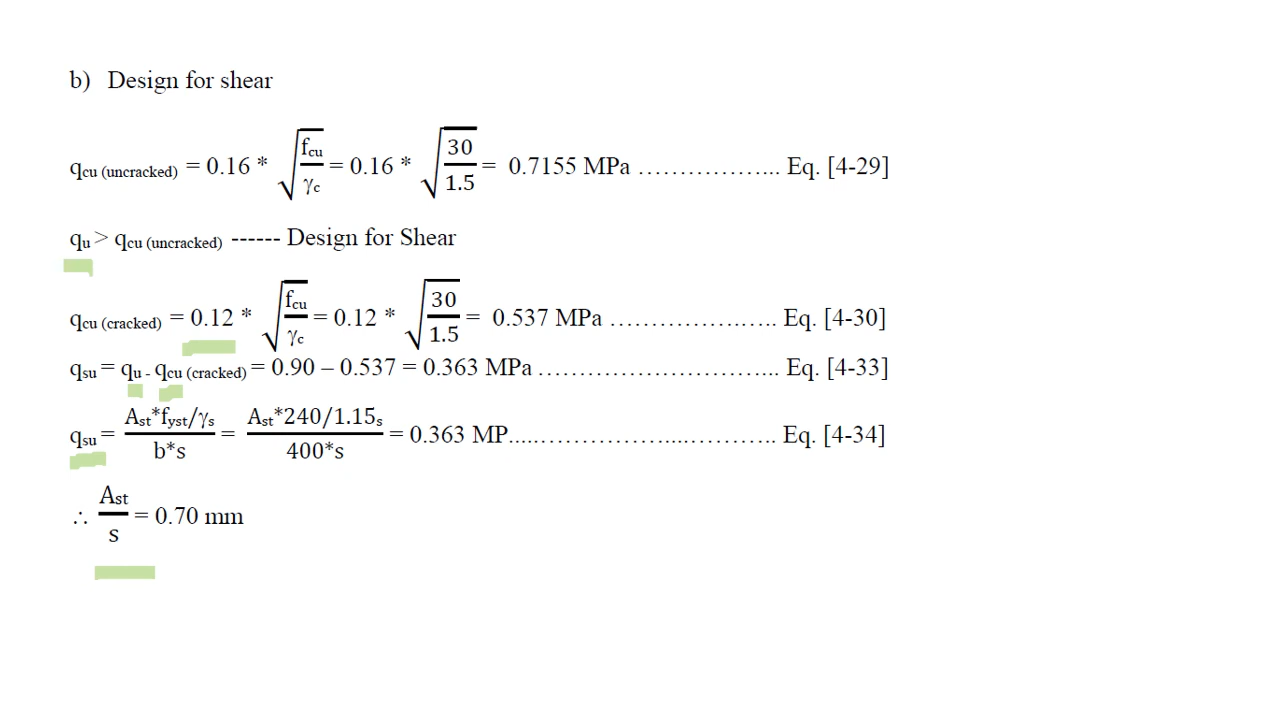 b) Design for shear
qcu (uncracked) = 0.16 * √(fcu/γc) = 0.16 * √(30/1.5) = 0.7155 MPa ……………... Eq. [4-29]
qu > qcu (uncracked) ------ Design for Shear
qcu (cracked) = 0.12 * √(fcu/γc) = 0.12 * √(30/1.5) = 0.537 MPa …………….….. Eq. [4-30]
qsu = qu - qcu (cracked) = 0.90 – 0.537 = 0.363 MPa ………………………... Eq. [4-33]
qsu = Ast*fyst/γs / b*s = Ast*240/1.15s / 400*s = 0.363 MP.....……………....……….. Eq. [4-34]
∴ Ast/s = 0.70 mm